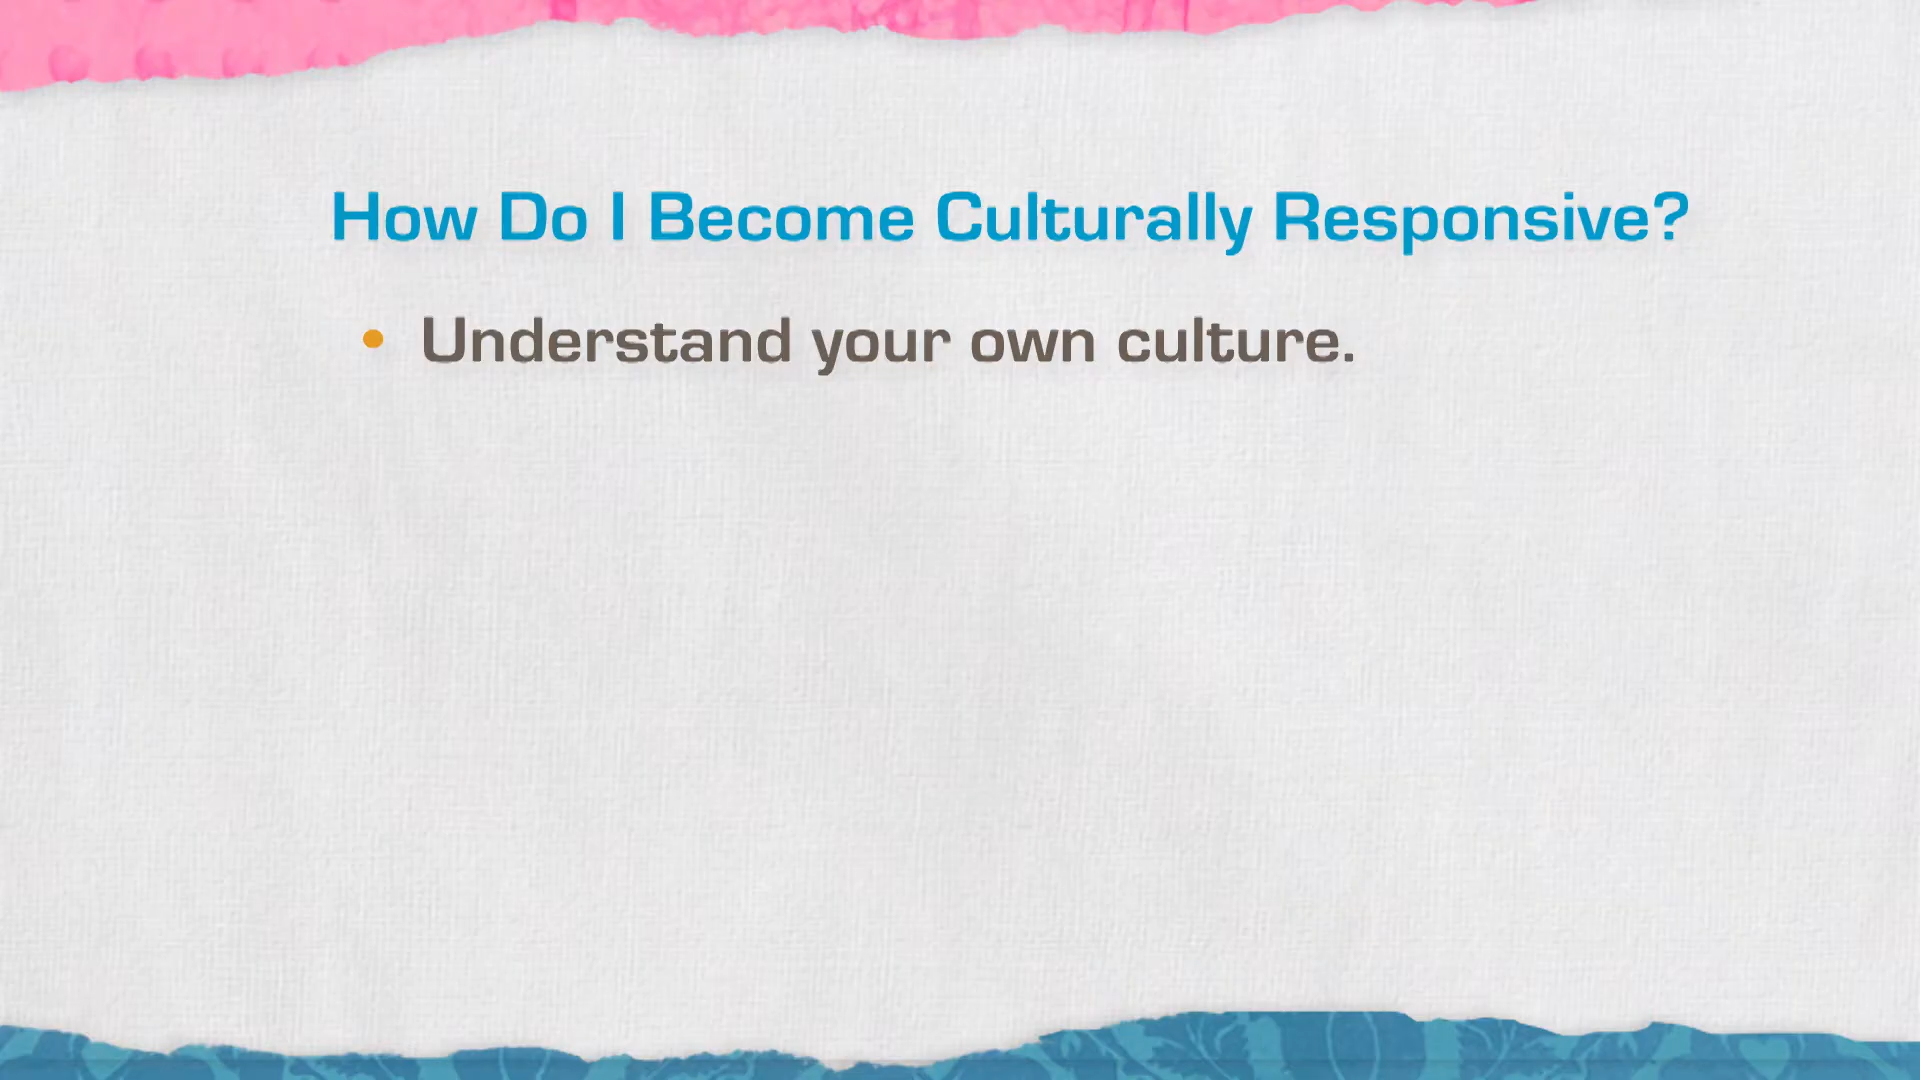 How Do I Become Culturally Responsive?
• Understand your own culture.